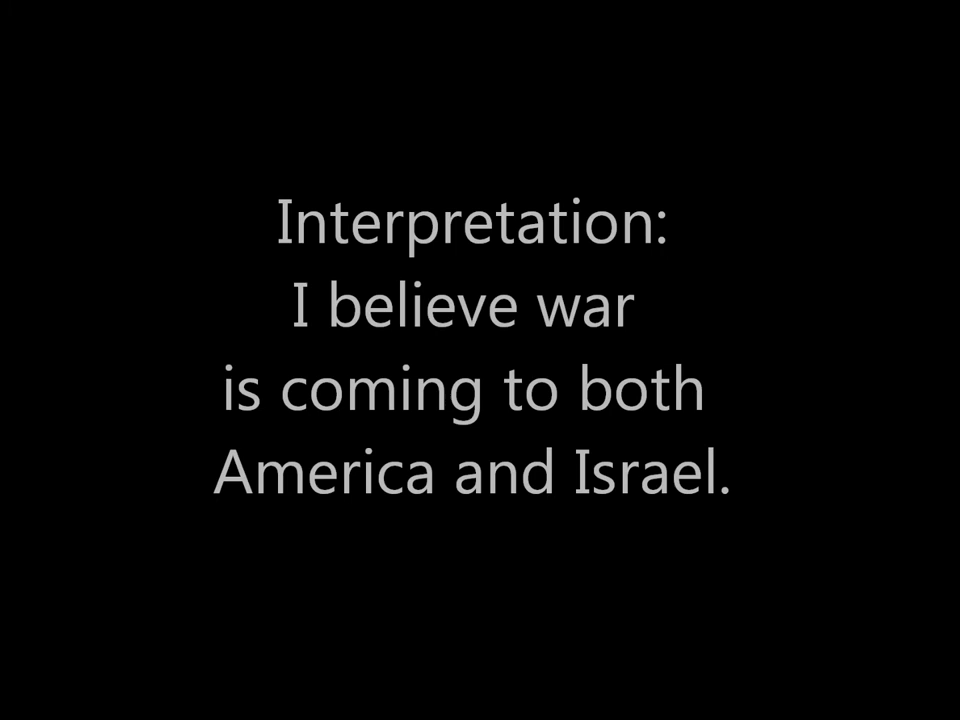 Interpretation:
I believe war
is coming to both
America and Israel.